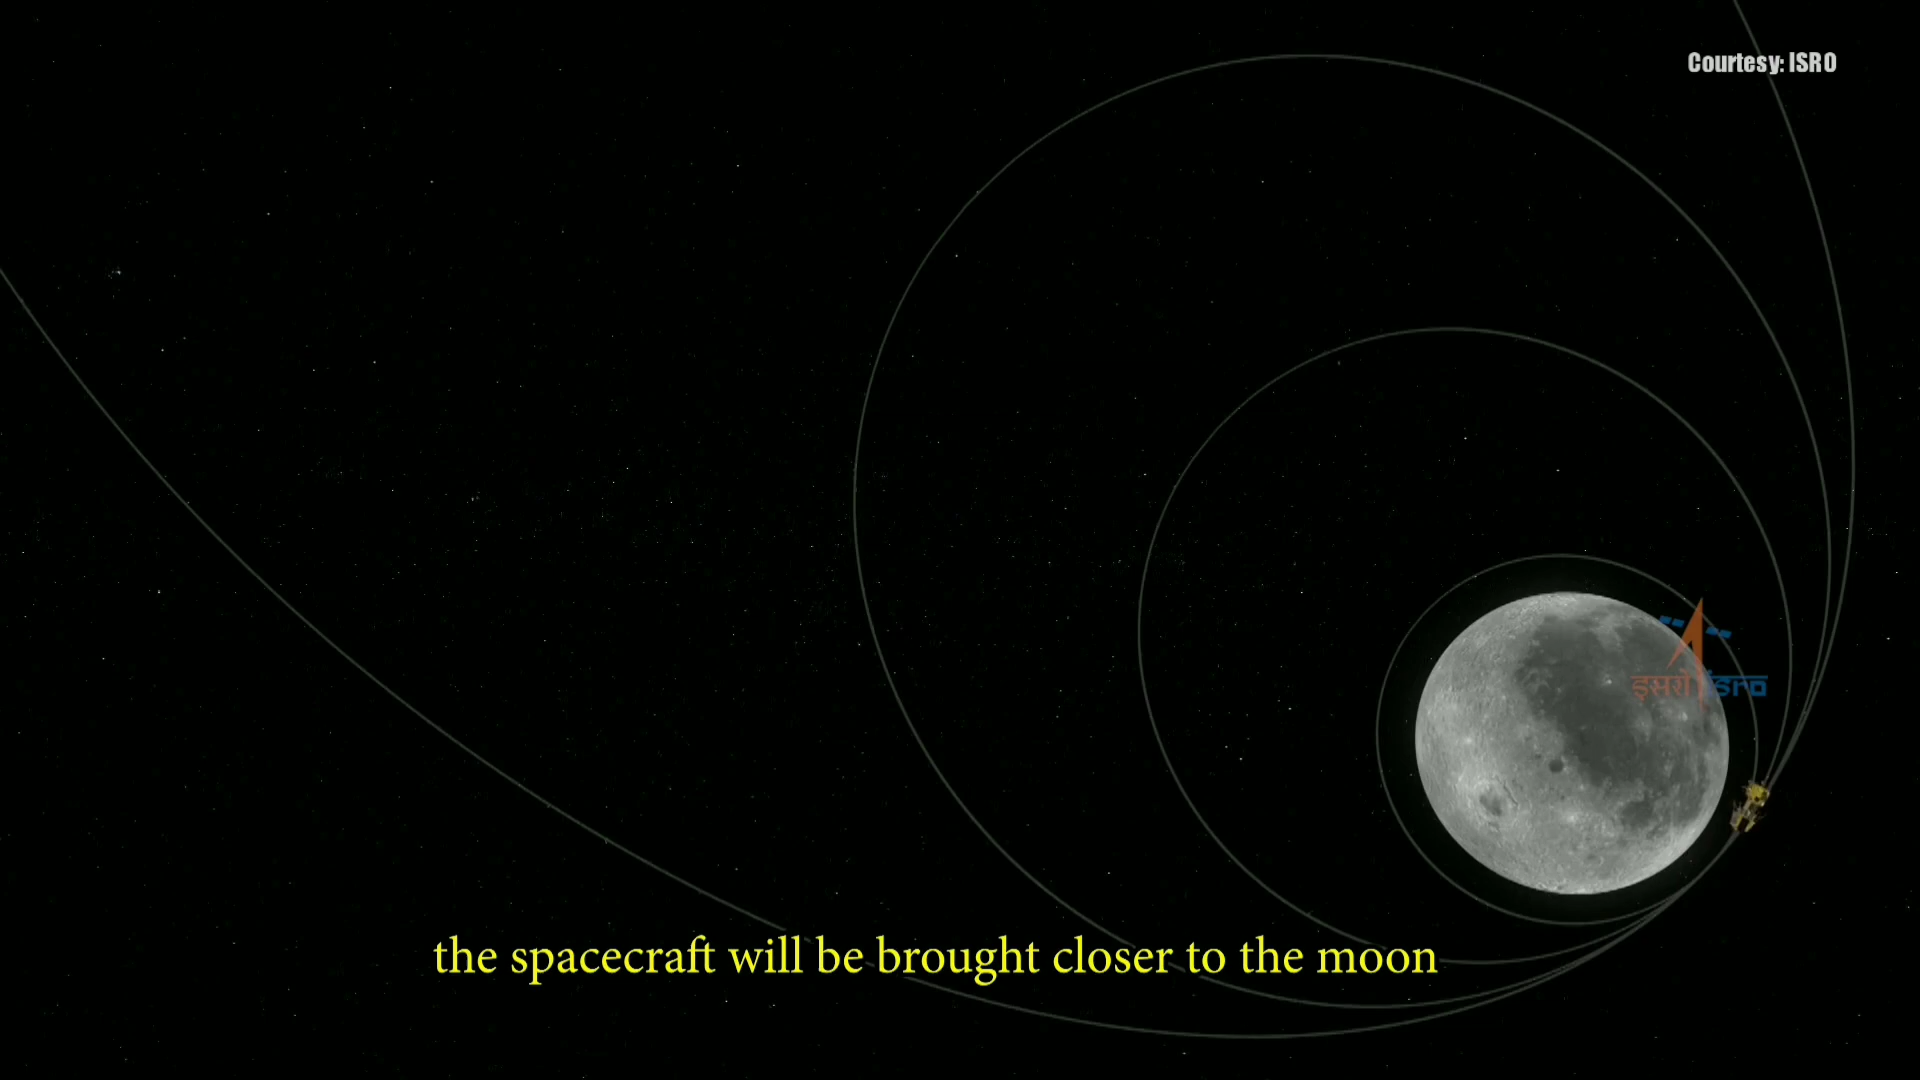 Courtesy: ISRO
इसरो isro
the spacecraft will be brought closer to the moon